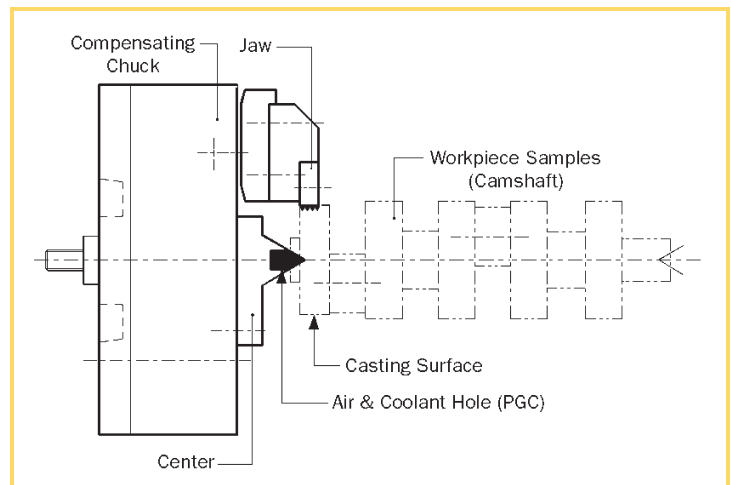 Compensating
Chuck
Jaw
Workpiece Samples
(Camshaft)
Casting Surface
Air & Coolant Hole (PGC)
Center